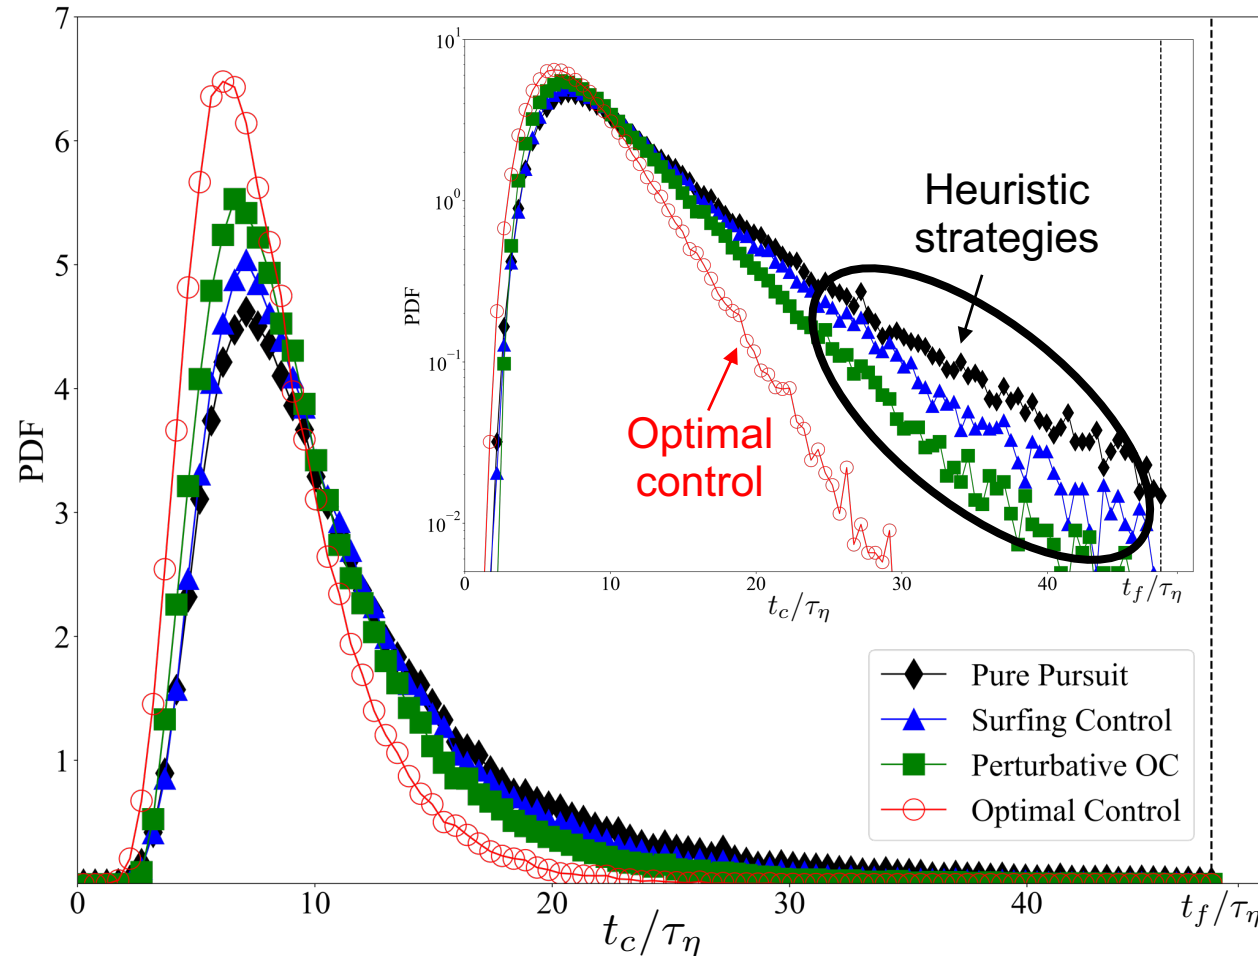 7
6
5
4
3
2
1
PDF
0
10
20
30
40
t_f/τ_η
t_c/τ_η
10^1
10^0
10^{-1}
10^{-2}
PDF
0
10
20
30
40
t_f/τ_η
t_c/τ_η
Heuristic
strategies
Optimal
control
Pure Pursuit
Surfing Control
Perturbative OC
Optimal Control